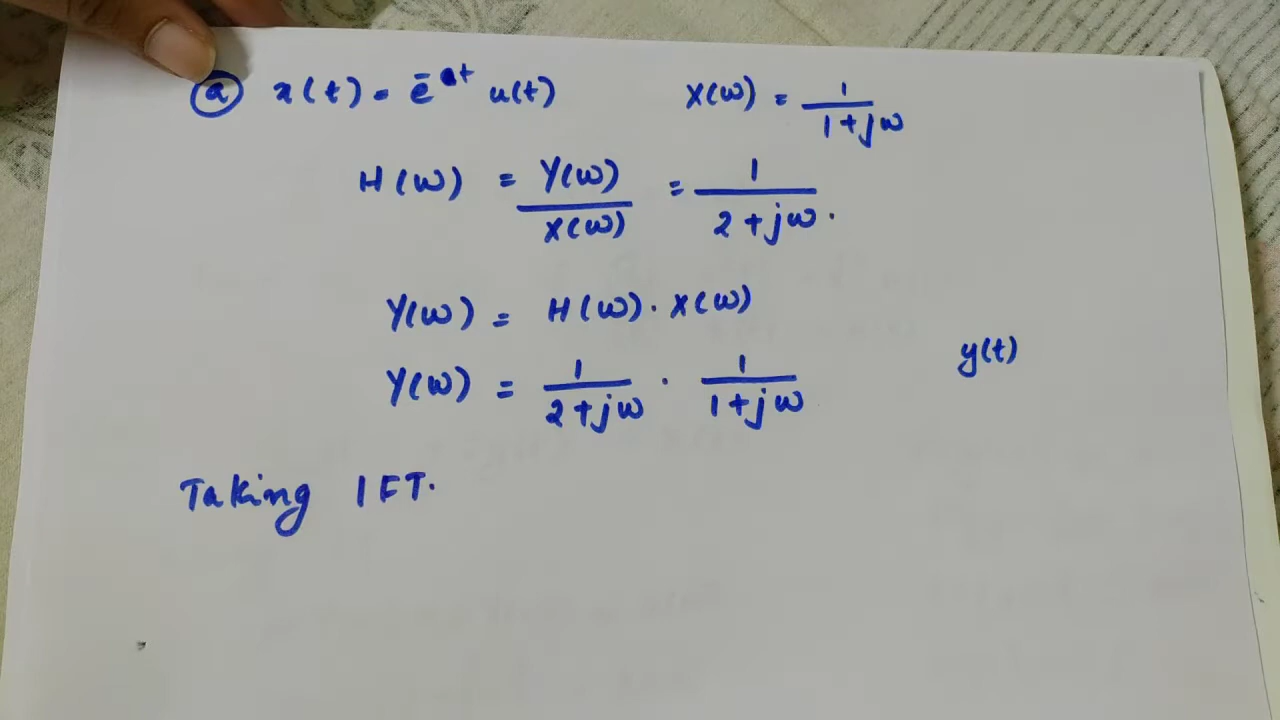 (a) x(t) = e^-at u(t) X(ω) = 1/(1+jω)
H(ω) = Y(ω)/X(ω) = 1/(2+jω).
Y(ω) = H(ω) . X(ω)
Y(ω) = 1/(2+jω) . 1/(1+jω) y(t)
Taking IFT.